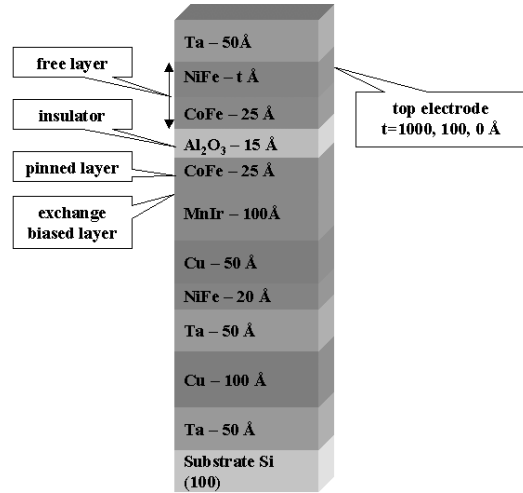 Ta – 50Å
free layer
NiFe – t Å
insulator
CoFe – 25 Å
top electrode
t=1000, 100, 0 Å
Al₂O₃ – 15 Å
pinned layer
CoFe – 25 Å
exchange
biased layer
MnIr – 100Å
Cu – 50 Å
NiFe – 20 Å
Ta – 50 Å
Cu – 100 Å
Ta – 50 Å
Substrate Si
(100)